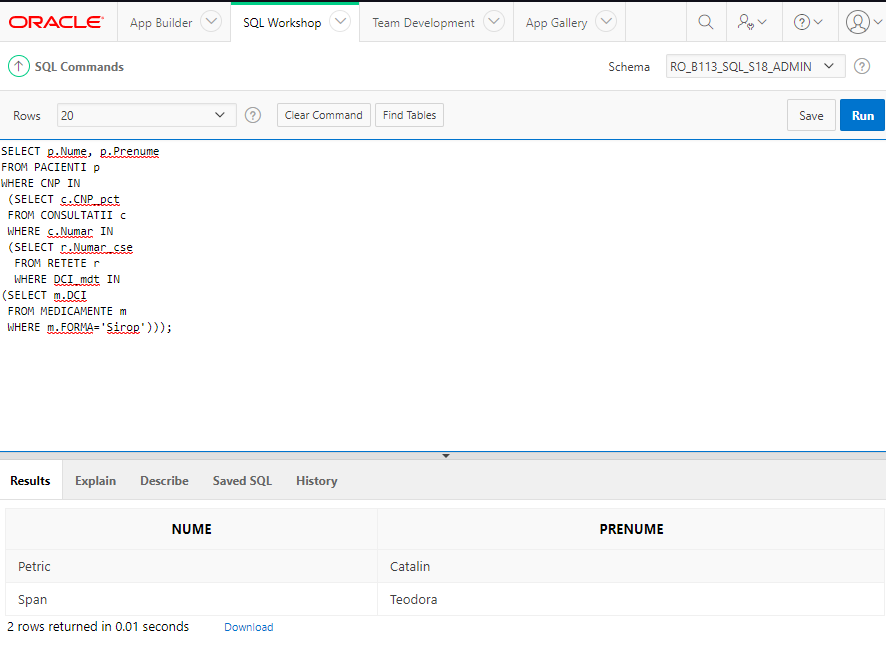 ORACLE® App Builder SQL Workshop Team Development App Gallery
SQL Commands Schema RO_B113_SQL_S18_ADMIN ?
Rows 20 ? Clear Command Find Tables Save Run
SELECT p.Nume, p.Prenume
FROM PACIENTI p
WHERE CNP IN
(SELECT c.CNP_pct
FROM CONSULTATII c
WHERE c.Numar IN
(SELECT r.Numar_cse
FROM RETETE r
WHERE DCI_mdt IN
(SELECT m.DCI
FROM MEDICAMENTE m
WHERE m.FORMA='Sirop')));
Results Explain Describe Saved SQL History
NUME PRENUME
Petric Catalin
Span Teodora
2 rows returned in 0.01 seconds Download